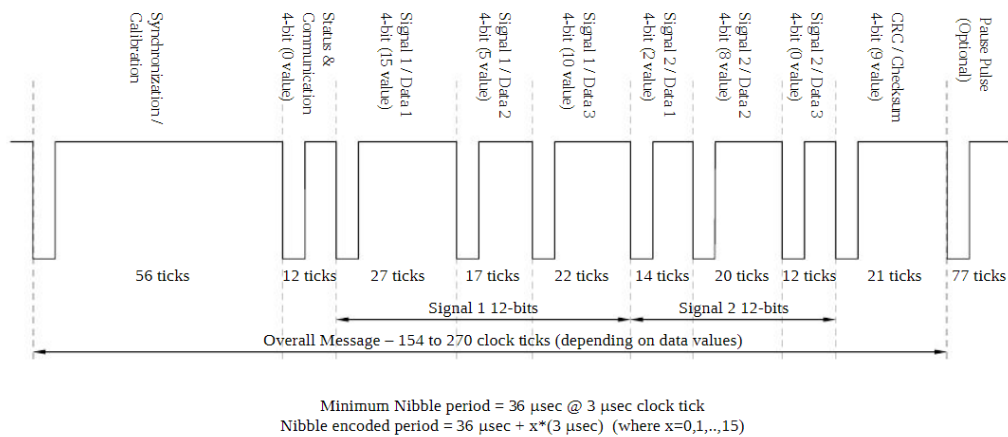 Synchronization /
Calibration
Status &
Communication
4-bit (0 value)
Signal 1 / Data 1
4-bit (15 value)
Signal 1 / Data 2
4-bit (5 value)
Signal 1 / Data 3
4-bit (10 value)
Signal 2 / Data 1
4-bit (2 value)
Signal 2 / Data 2
4-bit (8 value)
Signal 2 / Data 3
4-bit (0 value)
CRC / Checksum
4-bit (9 value)
Pause Pulse
(Optional)
56 ticks
12 ticks
27 ticks
17 ticks
22 ticks
14 ticks
20 ticks
12 ticks
21 ticks
77 ticks
Signal 1 12-bits
Signal 2 12-bits
Overall Message – 154 to 270 clock ticks (depending on data values)
Minimum Nibble period = 36 μsec @ 3 μsec clock tick
Nibble encoded period = 36 μsec + x*(3 μsec) (where x=0,1,..,15)